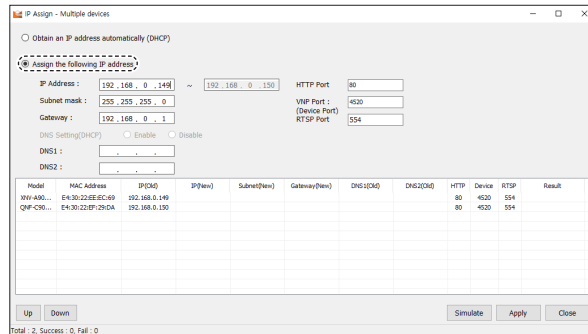 IP Assign - Multiple devices
Obtain an IP address automatically (DHCP)
Assign the following IP address
IP Address : 192 . 168 . 0 . 149 ~ 192 . 168 . 0 . 150 HTTP Port 80
Subnet mask : 255 . 255 . 255 . 0 VNP Port : 4520
(Device Port)
Gateway : 192 . 168 . 0 . 1 RTSP Port 554
DNS Setting(DHCP) Enable Disable
DNS1 : . . .
DNS2 : . . .
Model MAC Address IP(Old) IP(New) Subnet(New) Gateway(New) DNS1(Old) DNS2(Old) HTTP Device RTSP Result
XNV-A90... E4:30:22:EE:EC:69 192.168.0.149 80 4520 554
QNF-C90... E4:30:22:EF:29:DA 192.168.0.150 80 4520 554
Up Down Simulate Apply Close
Total : 2, Success : 0, Fail : 0